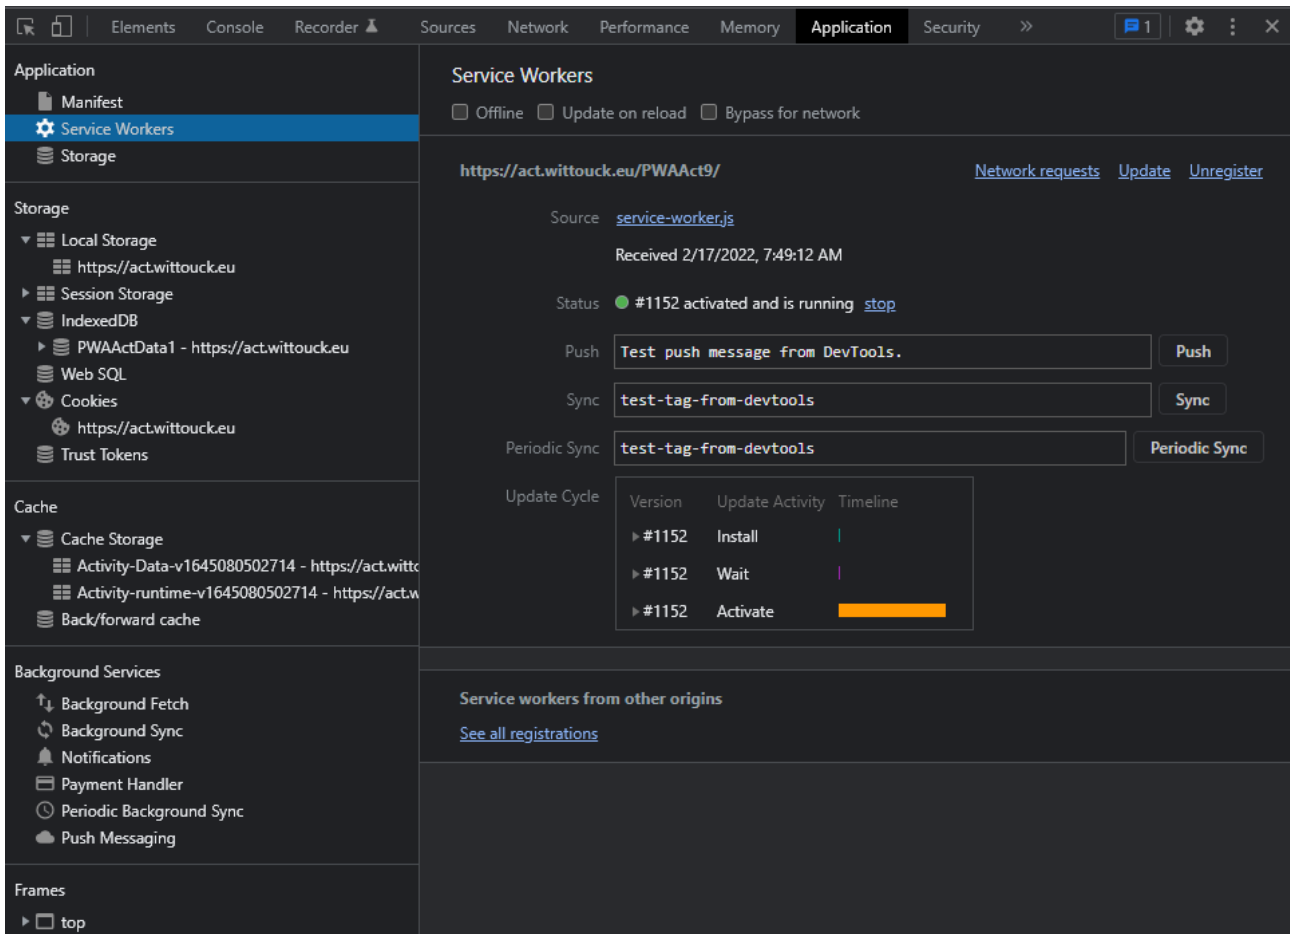 Elements Console Recorder Sources Network Performance Memory Application Security » 1
Application
Manifest
Service Workers
Storage
Storage
Local Storage
https://act.wittouck.eu
Session Storage
IndexedDB
PWAActData1 - https://act.wittouck.eu
Web SQL
Cookies
https://act.wittouck.eu
Trust Tokens
Cache
Cache Storage
Activity-Data-v1645080502714 - https://act.witto
Activity-runtime-v1645080502714 - https://act.w
Back/forward cache
Background Services
Background Fetch
Background Sync
Notifications
Payment Handler
Periodic Background Sync
Push Messaging
Frames
top
Service Workers
Offline Update on reload Bypass for network
https://act.wittouck.eu/PWAAct9/ Network requests Update Unregister
Source service-worker.js
Received 2/17/2022, 7:49:12 AM
Status #1152 activated and is running stop
Push Test push message from DevTools. Push
Sync test-tag-from-devtools Sync
Periodic Sync test-tag-from-devtools Periodic Sync
Update Cycle Version Update Activity Timeline
#1152 Install
#1152 Wait
#1152 Activate
Service workers from other origins
See all registrations